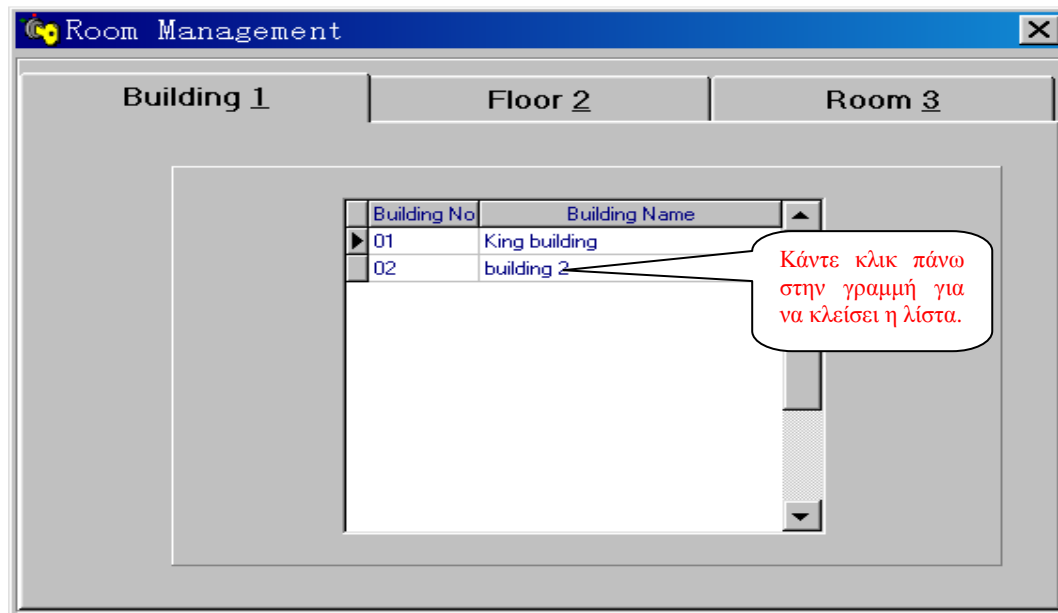 Room Management
Building 1 Floor 2 Room 3
Building No Building Name
01 King building
02 building 2
Κάντε κλικ πάνω
στην γραμμή για
να κλείσει η λίστα.